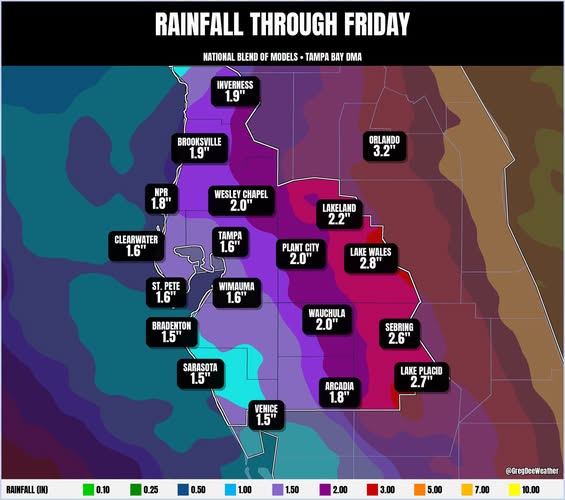 RAINFALL THROUGH FRIDAY
NATIONAL BLEND OF MODELS • TAMPA BAY DMA
INVERNESS
1.9"
BROOKSVILLE
1.9"
ORLANDO
3.2"
NPR
1.8"
WESLEY CHAPEL
2.0"
LAKELAND
2.2"
CLEARWATER
1.6"
TAMPA
1.6"
PLANT CITY
2.0"
LAKE WALES
2.8"
ST. PETE
1.6"
WIMAUMA
1.6"
BRADENTON
1.5"
WAUCHULA
2.0"
SEBRING
2.6"
SARASOTA
1.5"
ARCADIA
1.8"
LAKE PLACID
2.7"
VENICE
1.5"
@GregDeeWeather
RAINFALL (IN) 0.10 0.25 0.50 1.00 1.50 2.00 3.00 5.00 7.00 10.00